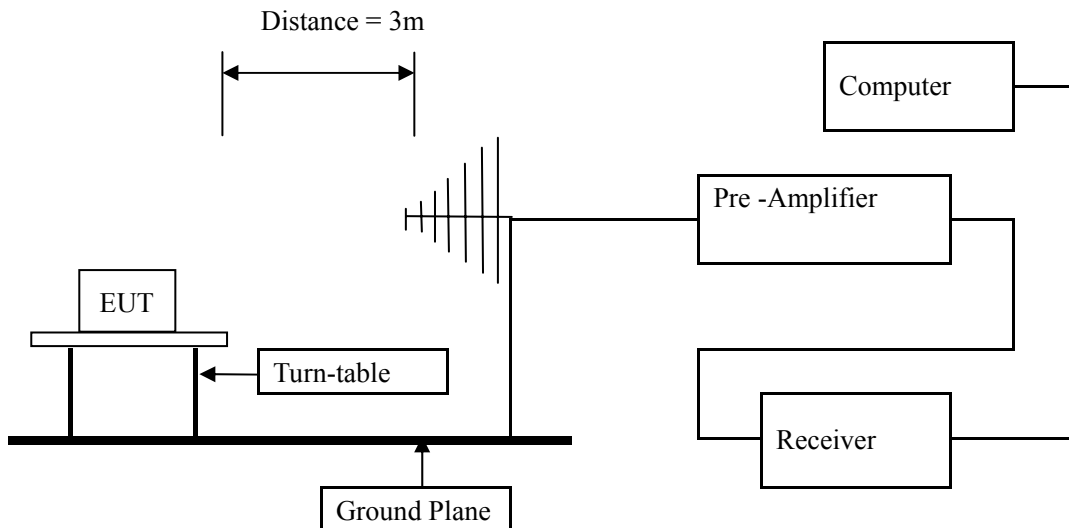 Distance = 3m
Computer
Pre -Amplifier
EUT
Turn-table
Receiver
Ground Plane